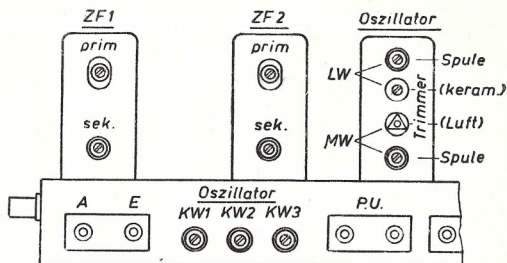 ZF1
ZF2
Oszillator
prim
prim
LW
Spule
(keram.)
Trimmer
sek.
sek.
MW
(Luft)
Spule
A
E
Oszillator
KW1 KW2 KW3
P.U.